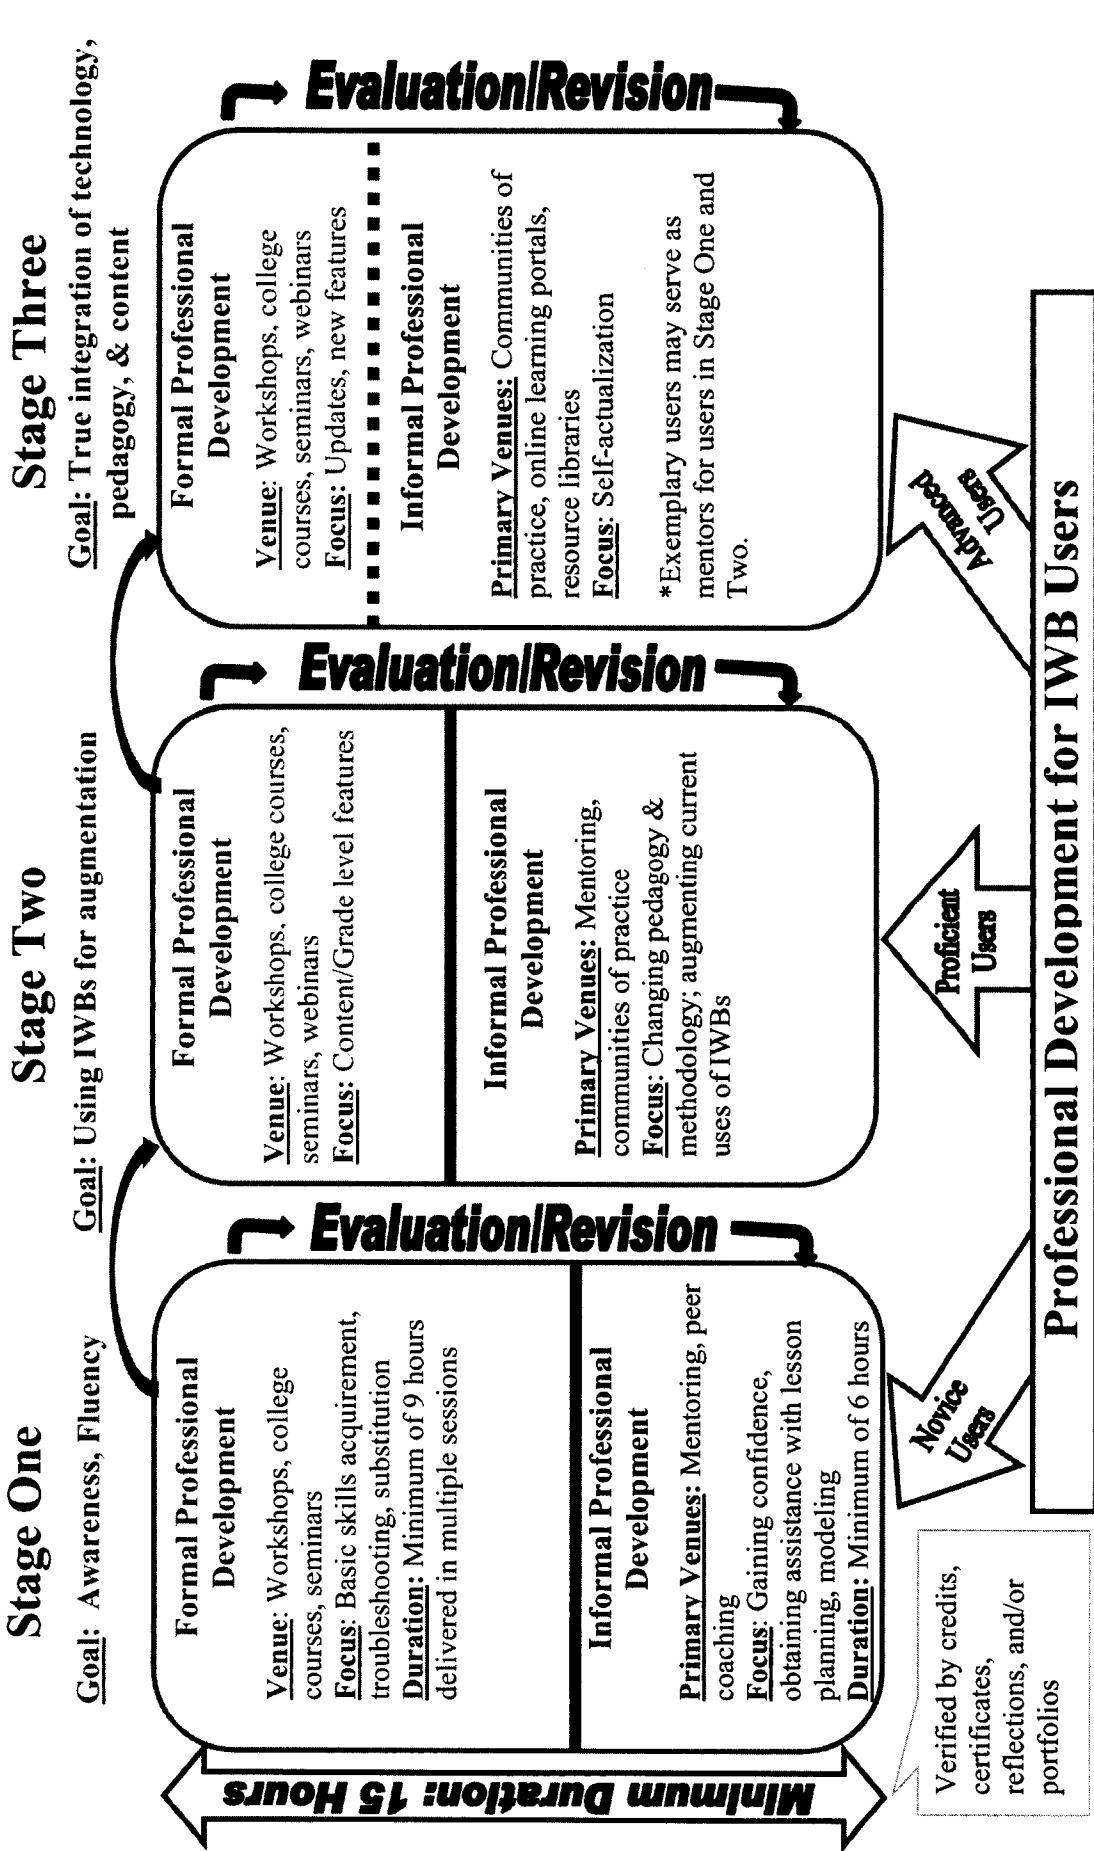 Stage One
Goal: Awareness, Fluency
Minimum Duration: 15 Hours
Formal Professional
Development
Venue: Workshops, college
courses, seminars
Focus: Basic skills acquirement,
troubleshooting, substitution
Duration: Minimum of 9 hours
delivered in multiple sessions
Informal Professional
Development
Primary Venues: Mentoring, peer
coaching
Focus: Gaining confidence,
obtaining assistance with lesson
planning, modeling
Duration: Minimum of 6 hours
Evaluation/Revision
Stage Two
Goal: Using IWBs for augmentation
Formal Professional
Development
Venue: Workshops, college courses,
seminars, webinars
Focus: Content/Grade level features
Informal Professional
Development
Primary Venues: Mentoring,
communities of practice
Focus: Changing pedagogy &
methodology; augmenting current
uses of IWBs
Evaluation/Revision
Stage Three
Goal: True integration of technology,
pedagogy, & content
Formal Professional
Development
Venue: Workshops, college
courses, seminars, webinars
Focus: Updates, new features
Informal Professional
Development
Primary Venues: Communities of
practice, online learning portals,
resource libraries
Focus: Self-actualization
*Exemplary users may serve as
mentors for users in Stage One and
Two.
Evaluation/Revision
Verified by credits,
certificates,
reflections, and/or
portfolios
Novice
Users
Proficient
Users
Advanced
Users
Professional Development for IWB Users